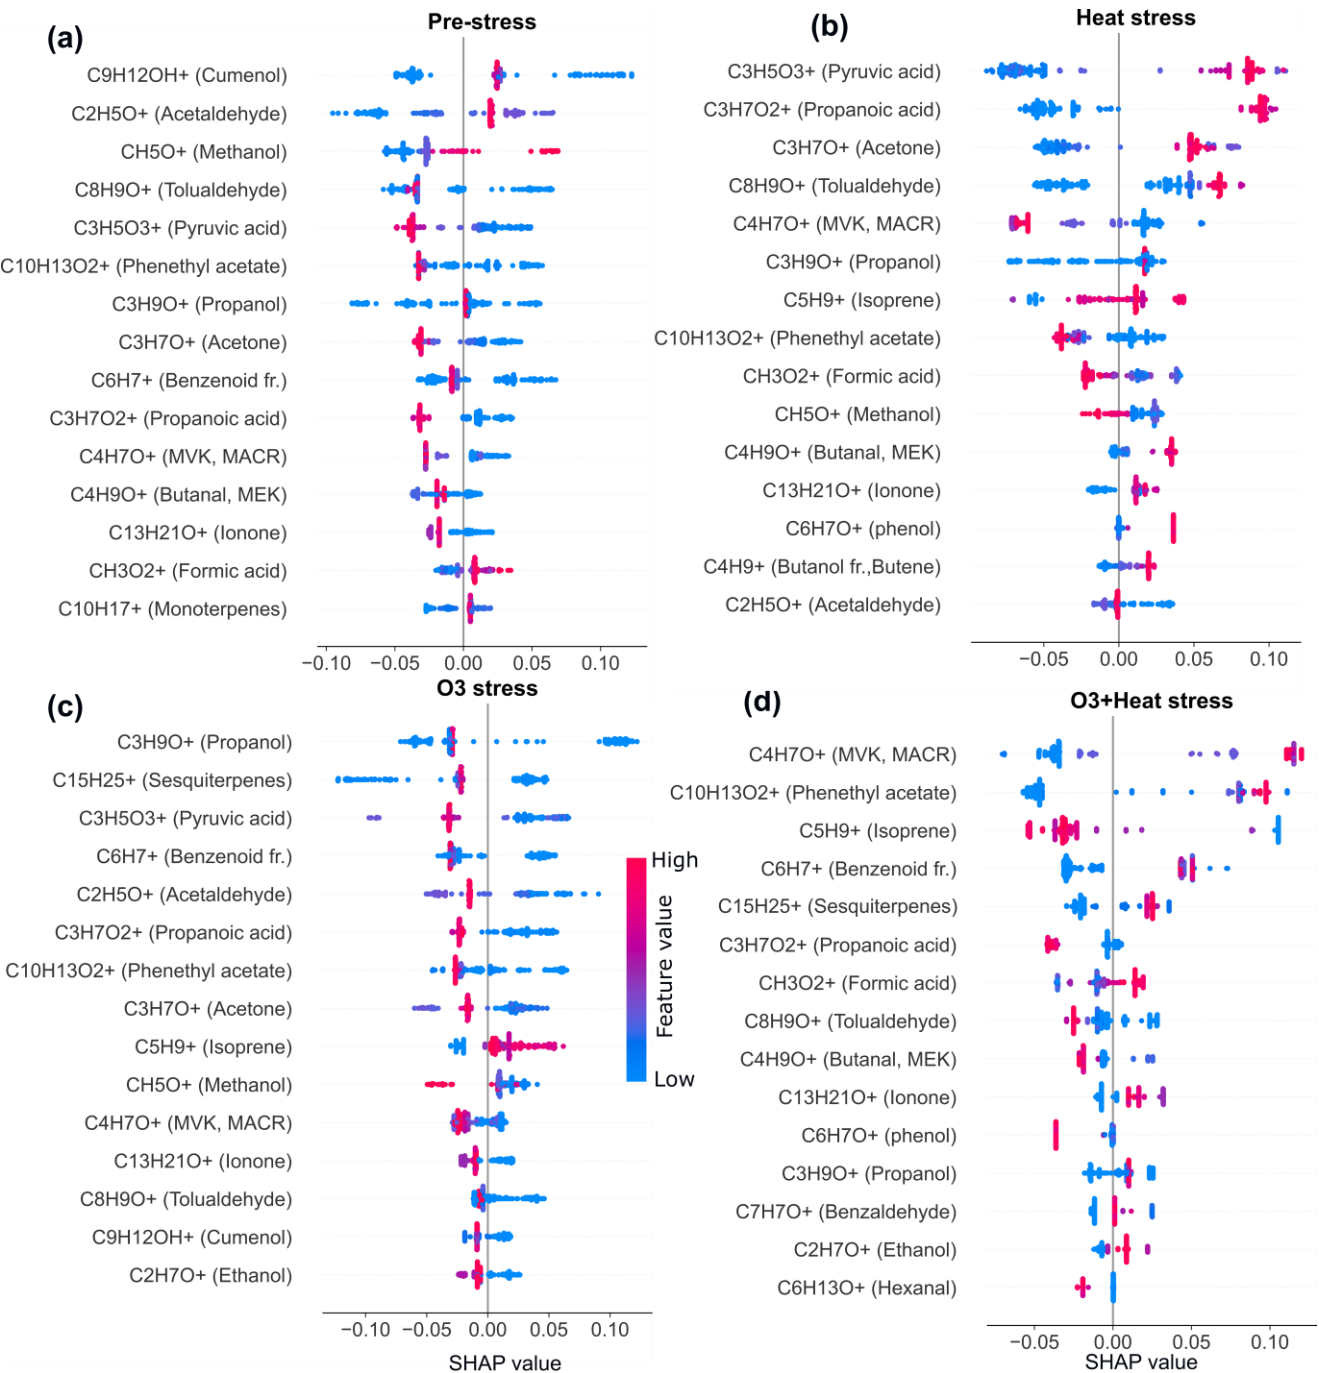 (a)
Pre-stress
C9H12OH+ (Cumenol)
C2H5O+ (Acetaldehyde)
CH5O+ (Methanol)
C8H9O+ (Tolualdehyde)
C3H5O3+ (Pyruvic acid)
C10H13O2+ (Phenethyl acetate)
C3H9O+ (Propanol)
C3H7O+ (Acetone)
C6H7+ (Benzenoid fr.)
C3H7O2+ (Propanoic acid)
C4H7O+ (MVK, MACR)
C4H9O+ (Butanal, MEK)
C13H21O+ (Ionone)
CH3O2+ (Formic acid)
C10H17+ (Monoterpenes)
−0.10 −0.05 0.00 0.05 0.10
(b)
Heat stress
C3H5O3+ (Pyruvic acid)
C3H7O2+ (Propanoic acid)
C3H7O+ (Acetone)
C8H9O+ (Tolualdehyde)
C4H7O+ (MVK, MACR)
C3H9O+ (Propanol)
C5H9+ (Isoprene)
C10H13O2+ (Phenethyl acetate)
CH3O2+ (Formic acid)
CH5O+ (Methanol)
C4H9O+ (Butanal, MEK)
C13H21O+ (Ionone)
C6H7O+ (phenol)
C4H9+ (Butanol fr.,Butene)
C2H5O+ (Acetaldehyde)
−0.05 0.00 0.05 0.10
(c)
O3 stress
C3H9O+ (Propanol)
C15H25+ (Sesquiterpenes)
C3H5O3+ (Pyruvic acid)
C6H7+ (Benzenoid fr.)
C2H5O+ (Acetaldehyde)
C3H7O2+ (Propanoic acid)
C10H13O2+ (Phenethyl acetate)
C3H7O+ (Acetone)
C5H9+ (Isoprene)
CH5O+ (Methanol)
C4H7O+ (MVK, MACR)
C13H21O+ (Ionone)
C8H9O+ (Tolualdehyde)
C9H12OH+ (Cumenol)
C2H7O+ (Ethanol)
−0.10 −0.05 0.00 0.05 0.10
SHAP value
High
Feature value
Low
(d)
O3+Heat stress
C4H7O+ (MVK, MACR)
C10H13O2+ (Phenethyl acetate)
C5H9+ (Isoprene)
C6H7+ (Benzenoid fr.)
C15H25+ (Sesquiterpenes)
C3H7O2+ (Propanoic acid)
CH3O2+ (Formic acid)
C8H9O+ (Tolualdehyde)
C4H9O+ (Butanal, MEK)
C13H21O+ (Ionone)
C6H7O+ (phenol)
C3H9O+ (Propanol)
C7H7O+ (Benzaldehyde)
C2H7O+ (Ethanol)
C6H13O+ (Hexanal)
−0.05 0.00 0.05 0.10
SHAP value